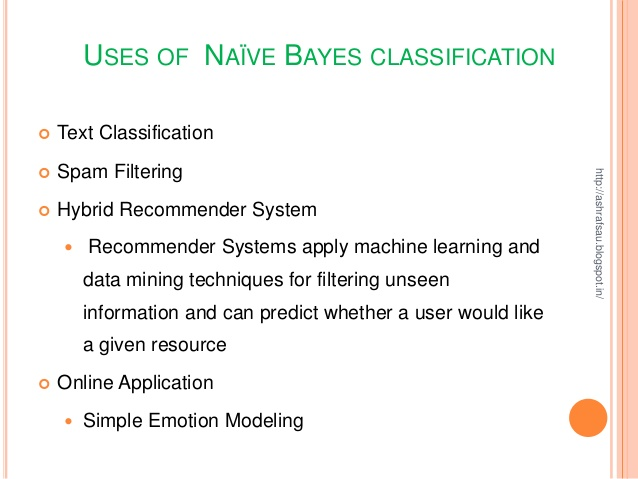 USES OF NAÏVE BAYES CLASSIFICATION
Text Classification
Spam Filtering
Hybrid Recommender System
Recommender Systems apply machine learning and
data mining techniques for filtering unseen
information and can predict whether a user would like
a given resource
Online Application
Simple Emotion Modeling
http://ashrafsau.blogspot.in/